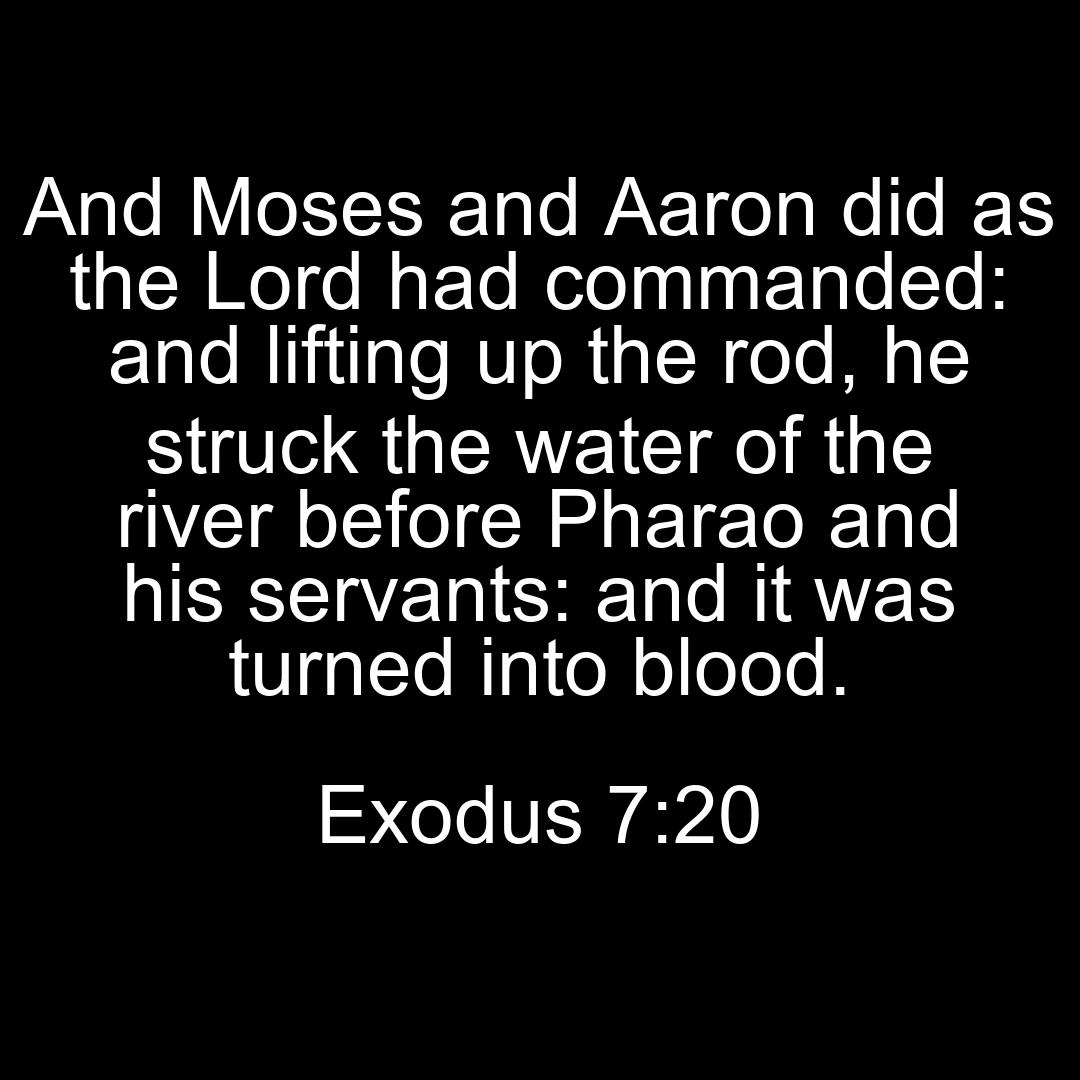 And Moses and Aaron did as
the Lord had commanded:
and lifting up the rod, he
struck the water of the
river before Pharao and
his servants: and it was
turned into blood.
Exodus 7:20